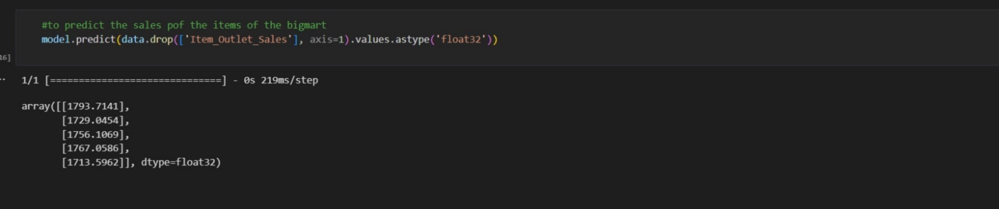 #to predict the sales pof the items of the bigmart
model.predict(data.drop(['Item_Outlet_Sales'], axis=1).values.astype('float32'))
16]
1/1 [==============================] - 0s 219ms/step
array([[1793.7141],
[1729.0454],
[1756.1069],
[1767.0586],
[1713.5962]], dtype=float32)